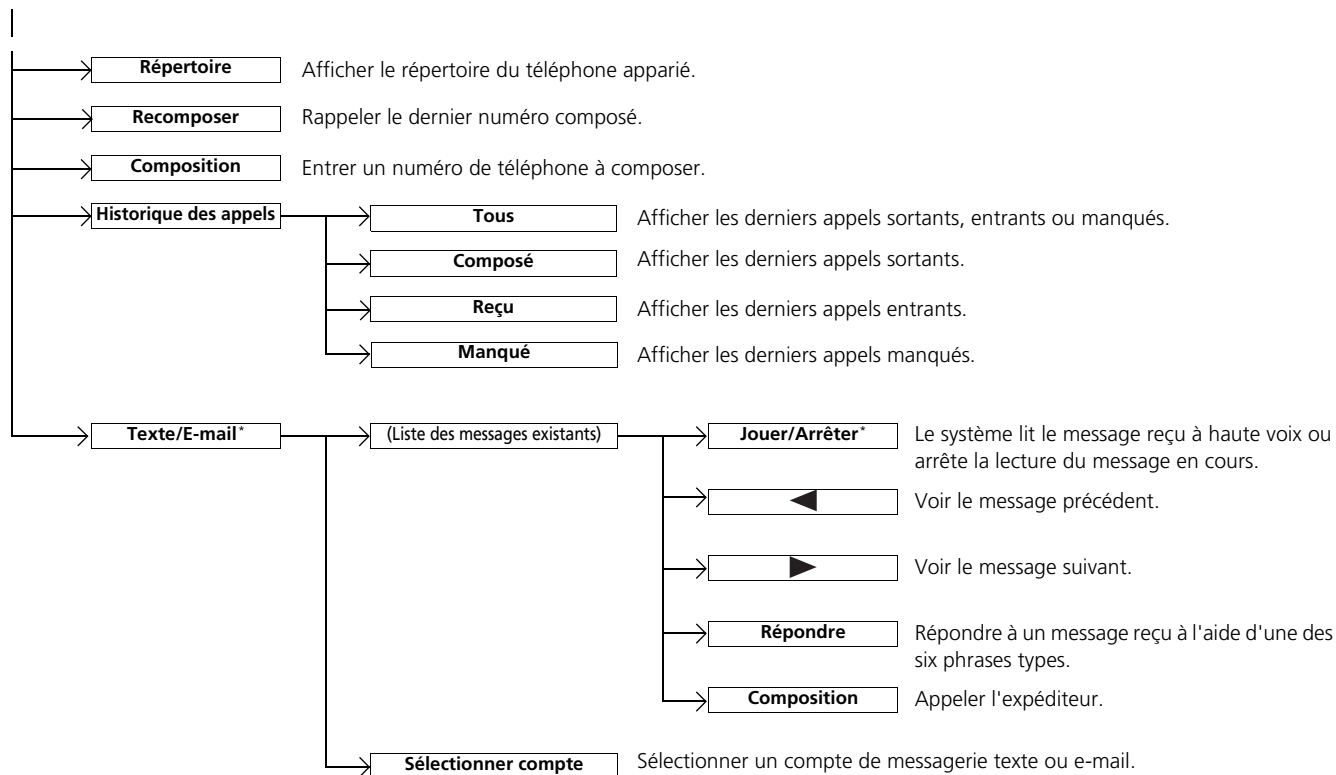 Répertoire Afficher le répertoire du téléphone apparié.
Recomposer Rappeler le dernier numéro composé.
Composition Entrer un numéro de téléphone à composer.
Historique des appels Tous Afficher les derniers appels sortants, entrants ou manqués.
Composé Afficher les derniers appels sortants.
Reçu Afficher les derniers appels entrants.
Manqué Afficher les derniers appels manqués.
Texte/E-mail* (Liste des messages existants) Jouer/Arrêter* Le système lit le message reçu à haute voix ou
arrête la lecture du message en cours.
Voir le message précédent.
Voir le message suivant.
Répondre Répondre à un message reçu à l'aide d'une des
six phrases types.
Composition Appeler l'expéditeur.
Sélectionner compte Sélectionner un compte de messagerie texte ou e-mail.